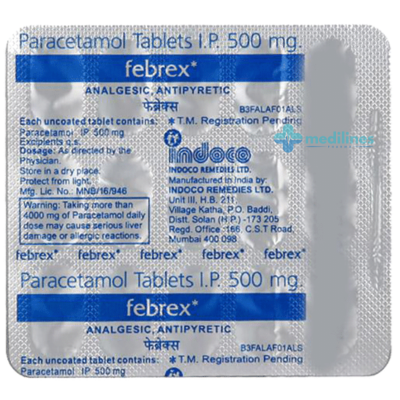 Paracetamol Tablets I.P. 500 mg.
febrex*
ANALGESIC, ANTIPYRETIC
फेब्रेक्स
B3FALAF01ALS
Each uncoated tablet contains:
Paracetamol I.P. 500 mg
Excipients q.s.
Dosage: As directed by the
Physician.
Store in a dry place.
Protect from light.
Mfg. Lic. No.: MNB/16/946
Warning: Taking more than
4000 mg of Paracetamol daily
dose may cause serious liver
damage or allergic reactions.
*T.M. Registration Pending
indoco
INDOCO REMEDIES LTD.
Manufactured in India by:
INDOCO REMEDIES LTD.
Unit III, H.B. 211
Village Katha, P.O. Baddi,
Distt. Solan (H.P.) -173 205
Regd. Office :166, C.S.T Road,
Mumbai 400 098
medilines
febrex* febrex* febrex* febrex* febrex*
Paracetamol Tablets I.P. 500 mg.
febrex*
ANALGESIC, ANTIPYRETIC
फेब्रेक्स
B3FALAF01ALS
Each uncoated tablet contains:
*T.M. Registration Pending
Paracetamol I.P. 500 mg